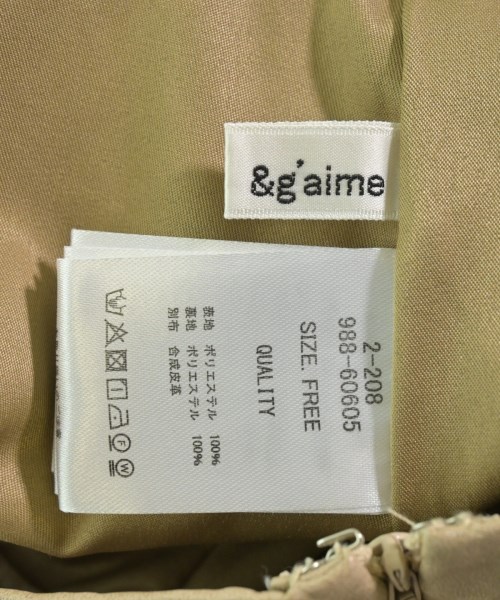 &g'aime
2-208
988-60605
SIZE. FREE
QUALITY
表地 ポリエステル 100%
裏地 ポリエステル 100%
別布 合成皮革